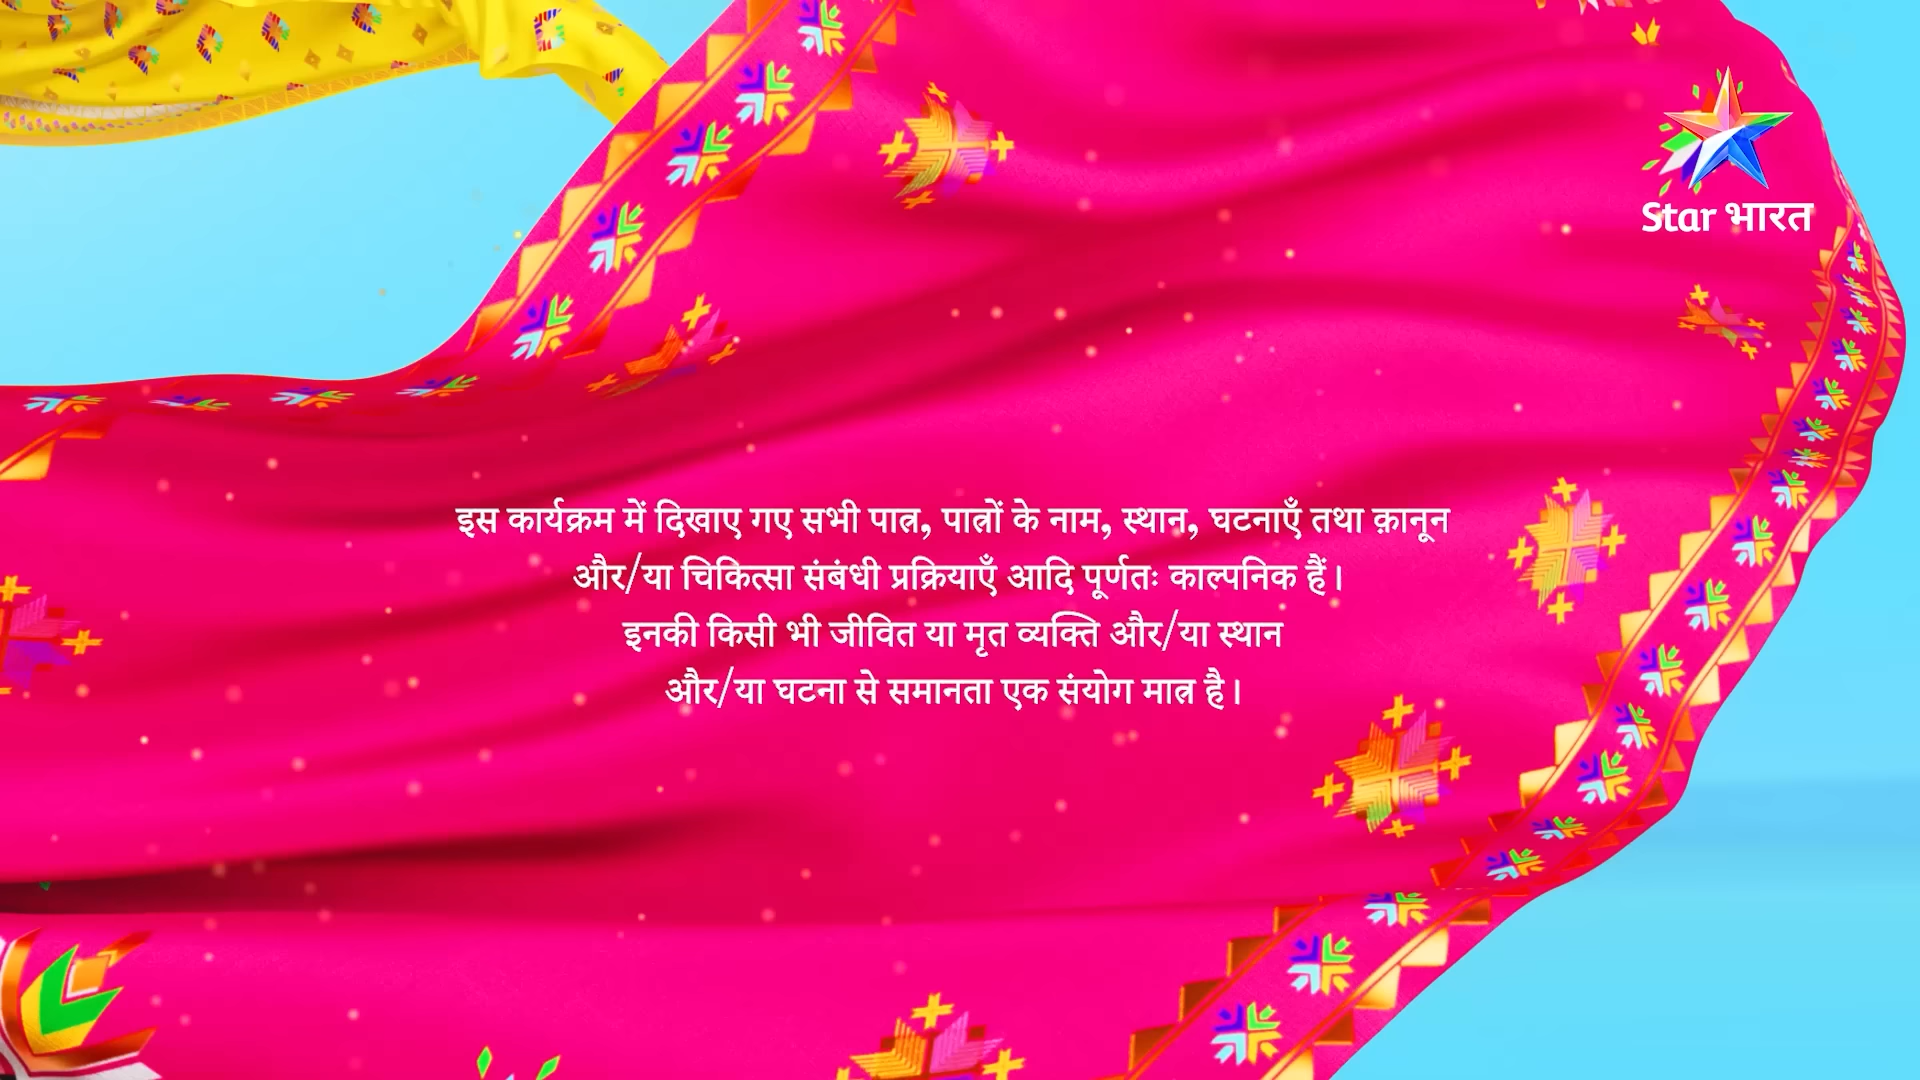 Star भारत
इस कार्यक्रम में दिखाए गए सभी पात्र, पात्रों के नाम, स्थान, घटनाएँ तथा क़ानून
और/या चिकित्सा संबंधी प्रक्रियाएँ आदि पूर्णतः काल्पनिक हैं।
इनकी किसी भी जीवित या मृत व्यक्ति और/या स्थान
और/या घटना से समानता एक संयोग मात्र है।